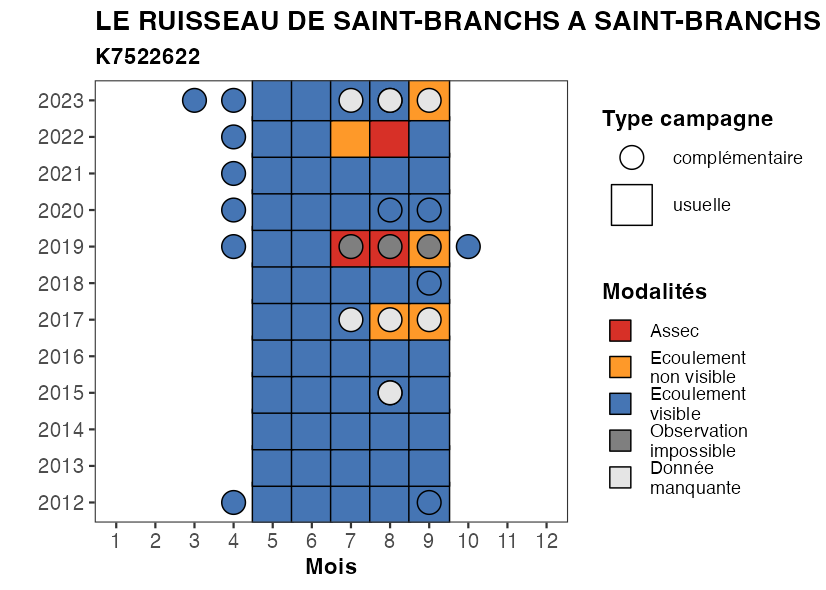 LE RUISSEAU DE SAINT-BRANCHS A SAINT-BRANCHS
K7522622
2023
2022
2021
2020
2019
2018
2017
2016
2015
2014
2013
2012
1 2 3 4 5 6 7 8 9 10 11 12
Mois
Type campagne
complémentaire
usuelle
Modalités
Assec
Ecoulement
non visible
Ecoulement
visible
Observation
impossible
Donnée
manquante